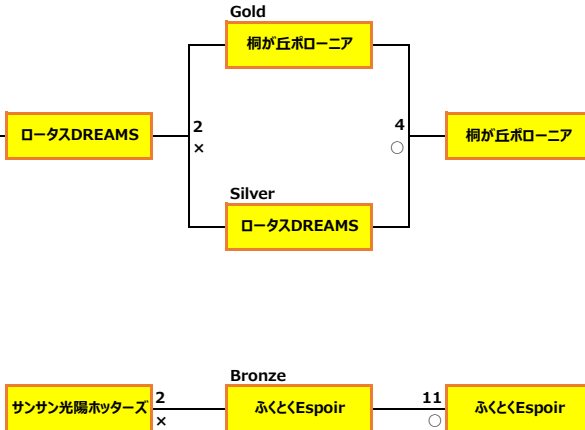 Gold
桐が丘ポローニア
ロータスDREAMS
2
×
4
○
桐が丘ポローニア
Silver
ロータスDREAMS
Bronze
サンサン光陽ホッターズ
2
×
ふくとくEspoir
11
○
ふくとくEspoir